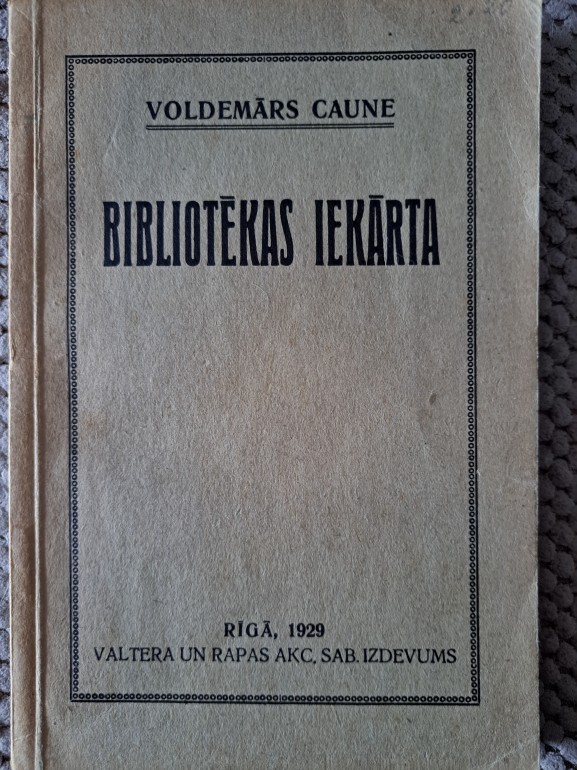 VOLDEMĀRS CAUNE
BIBLIOTĒKAS IEKĀRTA
RĪGĀ, 1929
VALTERA UN RAPAS AKC. SAB. IZDEVUMS